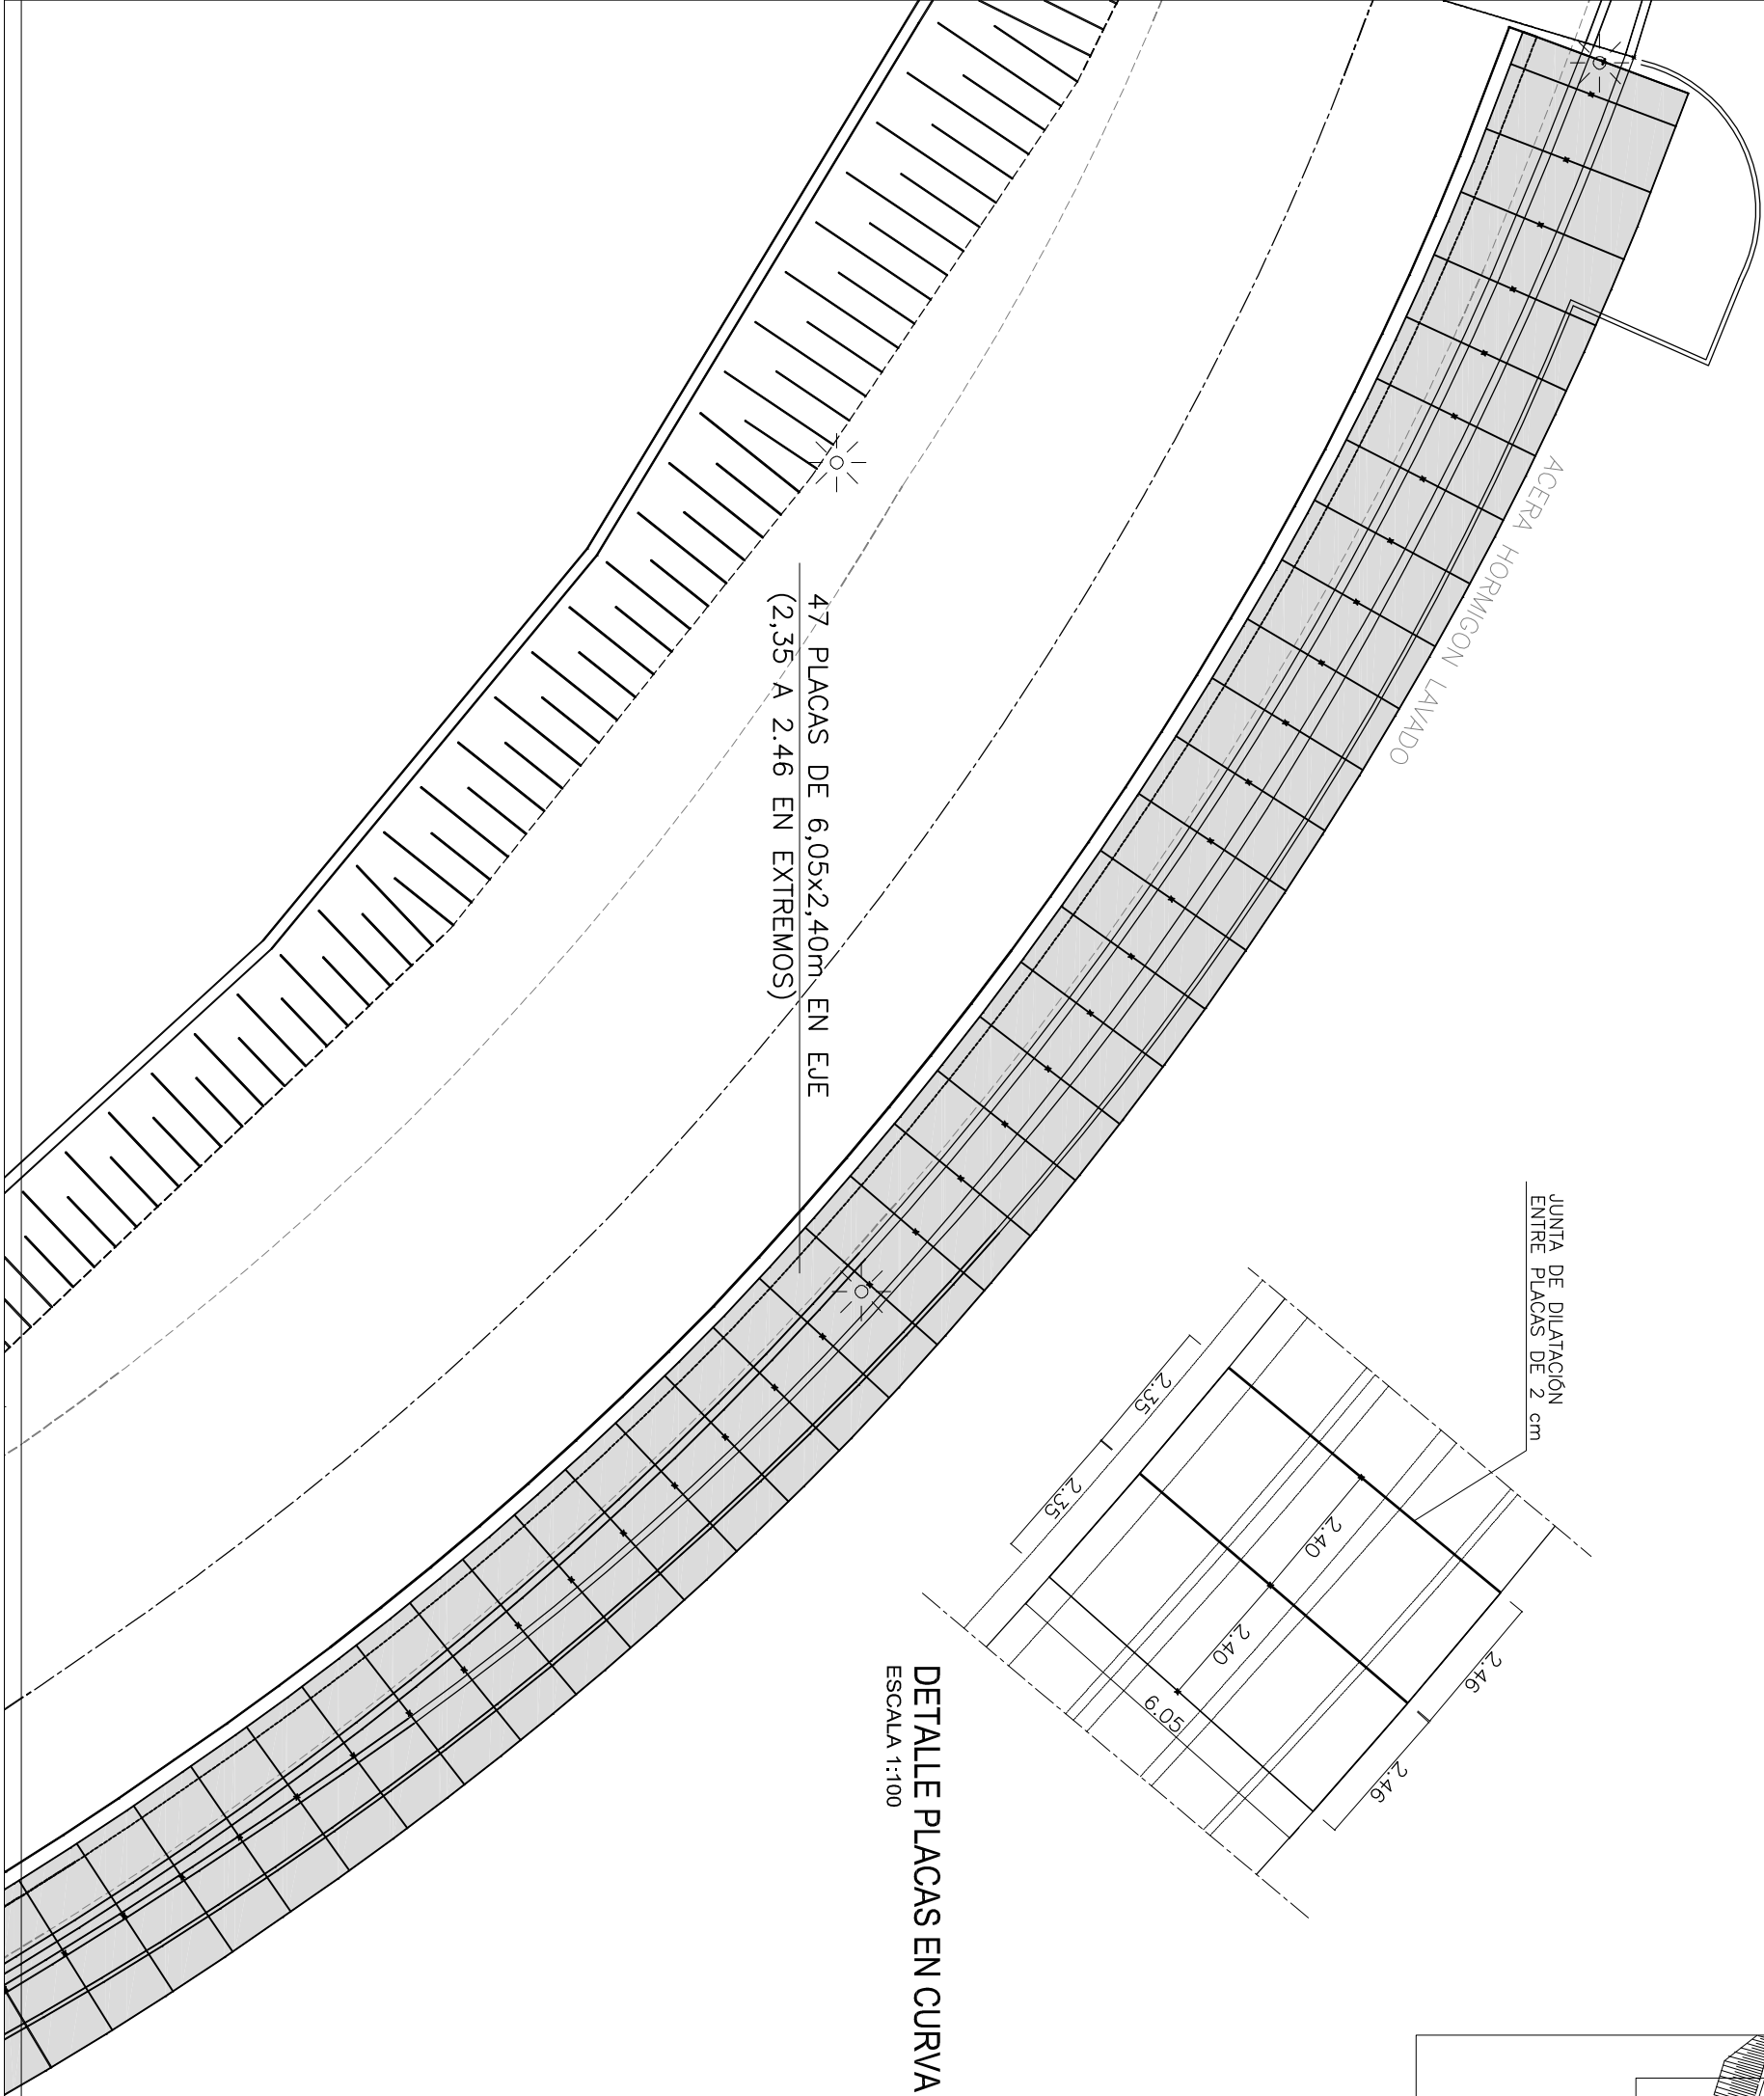 ACERA HORMIGON LAVADO
47 PLACAS DE 6,05x2,40m EN EJE
(2,35 A 2.46 EN EXTREMOS)
JUNTA DE DILATACIÓN
ENTRE PLACAS DE 2 cm
2.35
2.35
2.40
2.40
6.05
2.46
2.46
DETALLE PLACAS EN CURVA
ESCALA 1:100